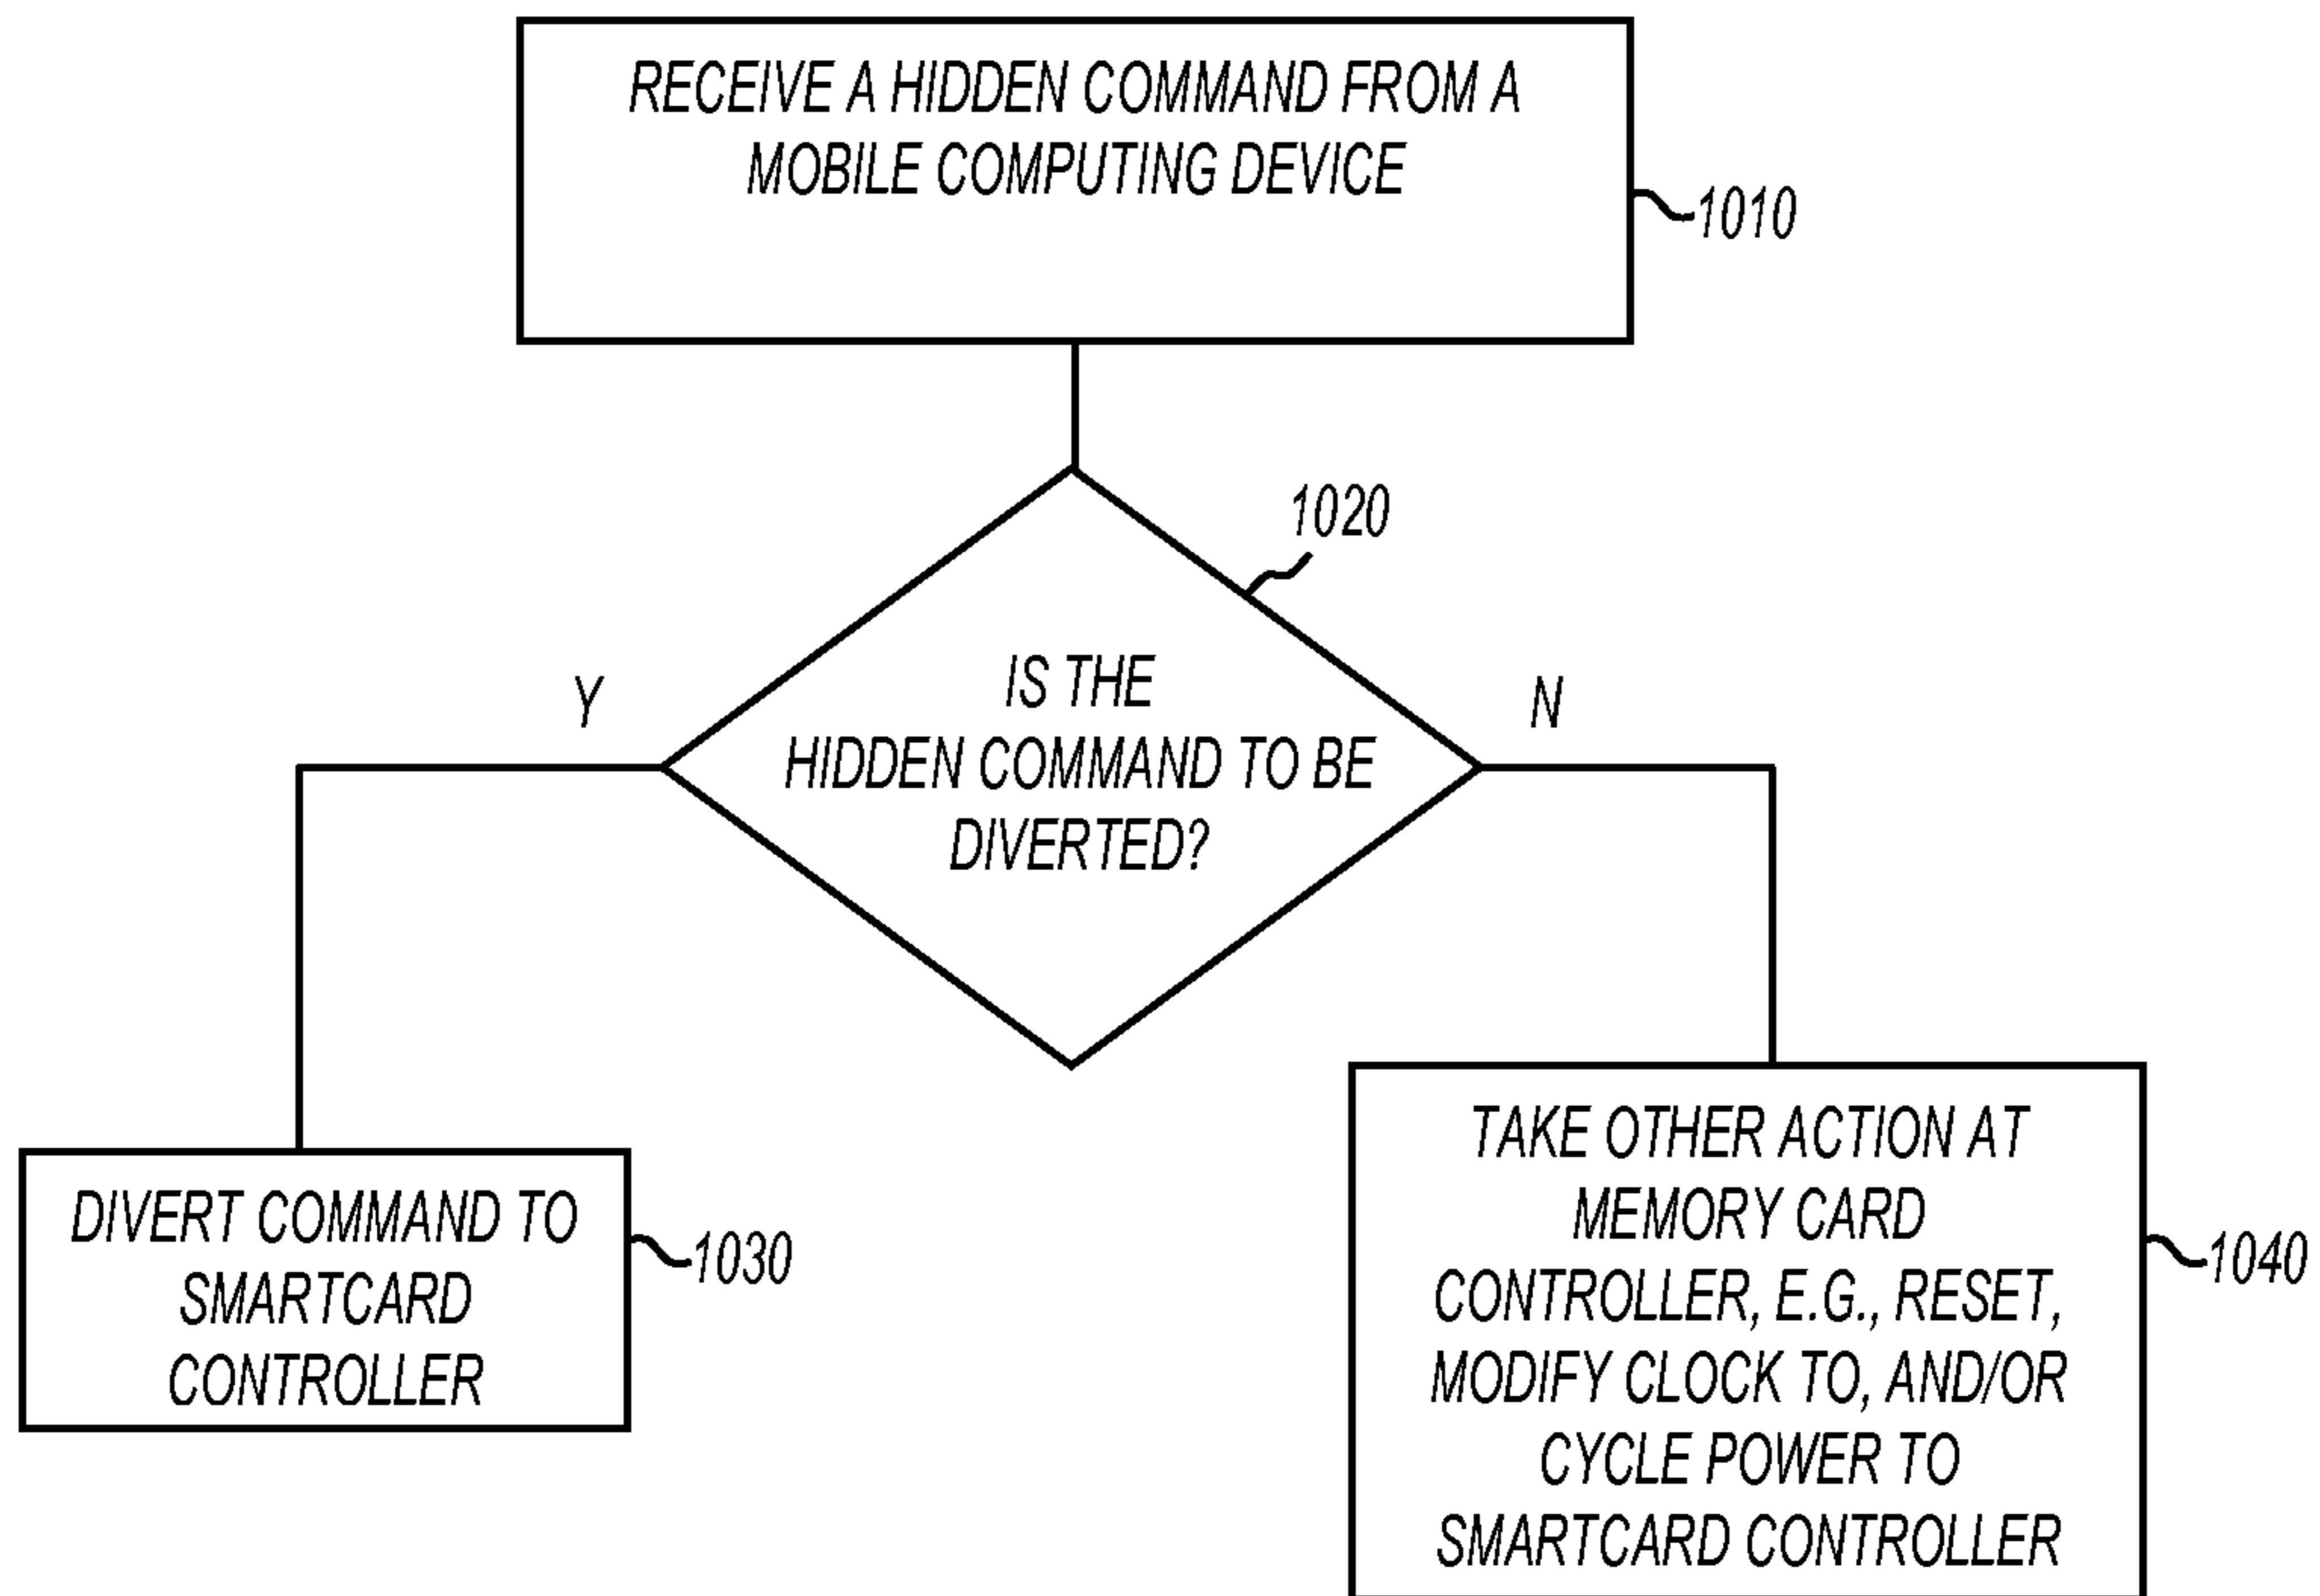 RECEIVE A HIDDEN COMMAND FROM A
MOBILE COMPUTING DEVICE
1010
1020
IS THE
HIDDEN COMMAND TO BE
DIVERTED?
Y
N
DIVERT COMMAND TO
SMARTCARD
CONTROLLER
1030
TAKE OTHER ACTION AT
MEMORY CARD
CONTROLLER, E.G., RESET,
MODIFY CLOCK TO, AND/OR
CYCLE POWER TO
SMARTCARD CONTROLLER
1040